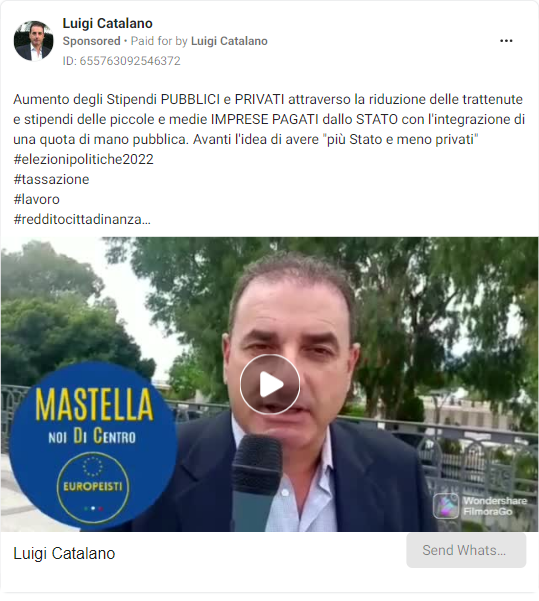 Luigi Catalano
Sponsored • Paid for by Luigi Catalano
ID: 655763092546372
Aumento degli Stipendi PUBBLICI e PRIVATI attraverso la riduzione delle trattenute
e stipendi delle piccole e medie IMPRESE PAGATI dallo STATO con l'integrazione di
una quota di mano pubblica. Avanti l'idea di avere "più Stato e meno privati"
#elezionipolitiche2022
#tassazione
#lavoro
#redditocittadinanza...
MASTELLA
NOI DI CENTRO
EUROPEISTI
Wondershare
FilmoraGo
Luigi Catalano
Send Whats...